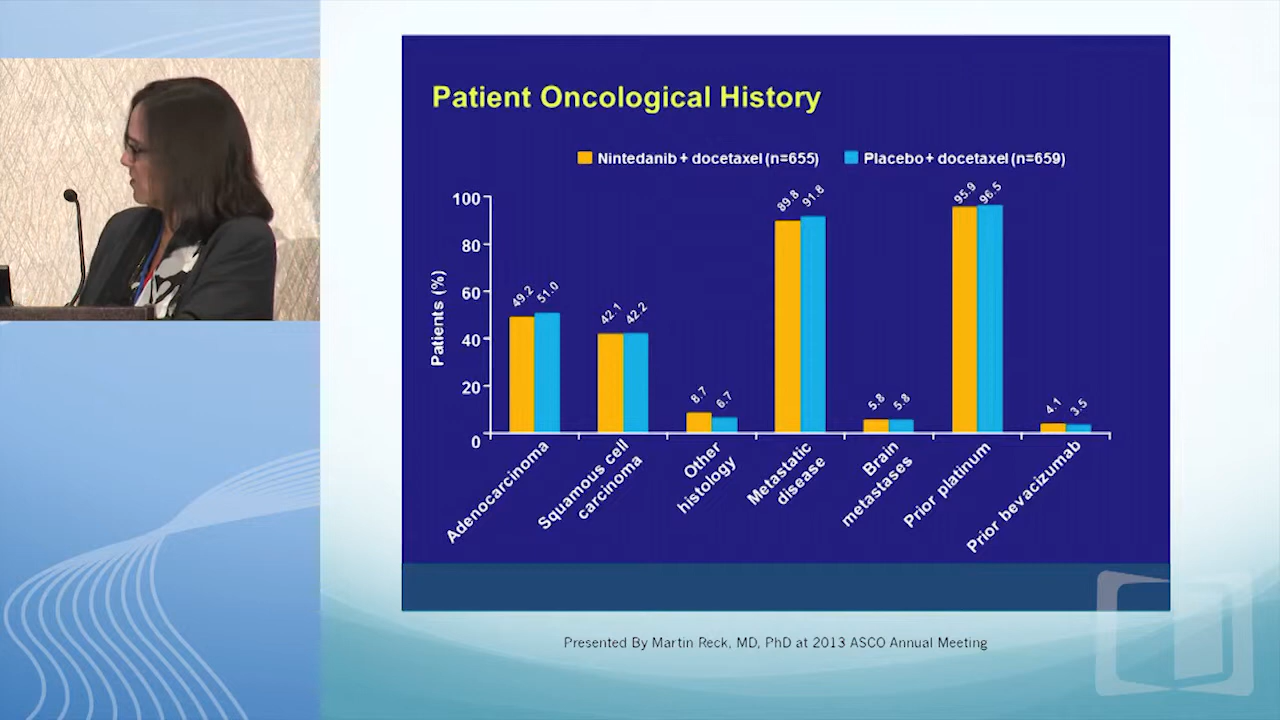 Patient Oncological History
Nintedanib + docetaxel (n=655)
Placebo + docetaxel (n=659)
Patients (%)
100
80
60
40
20
0
49.2
51.0
42.1
42.2
8.7
6.7
89.8
91.8
5.8
5.8
95.9
96.5
4.1
3.5
Adenocarcinoma
Squamous cell
carcinoma
Other
histology
Metastatic
disease
Brain
metastases
Prior platinum
Prior bevacizumab
Presented By Martin Reck, MD, PhD at 2013 ASCO Annual Meeting